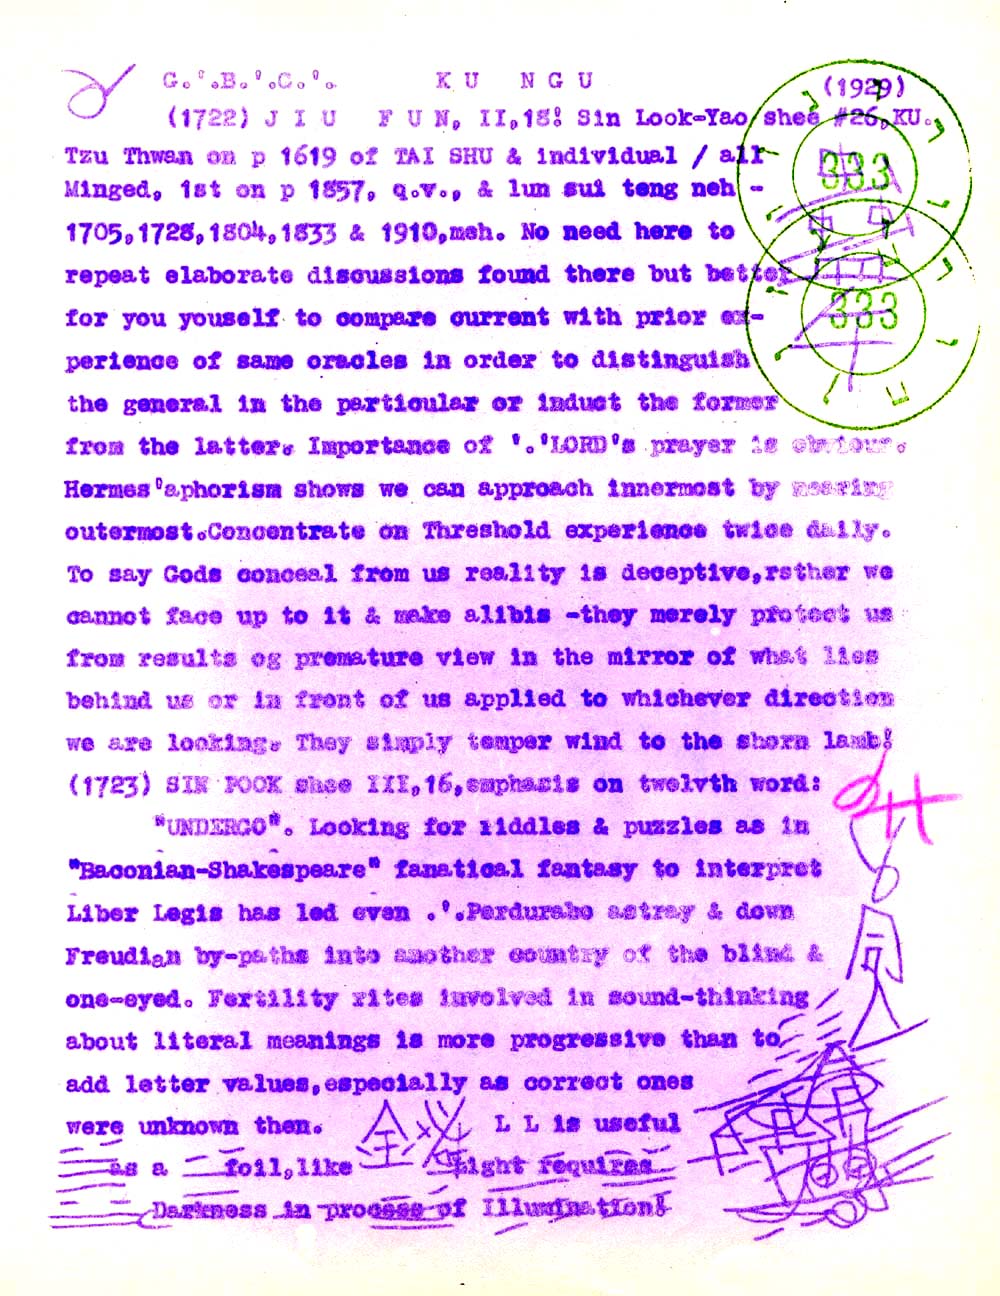 G.'.B.'.C.'. KU NGU (1929)
(1722) J I U F U N, II,18! Sin Look-Yao shee #26,KU.
Tzu Thwan on p 1619 of TAI SHU & individual / all
Minged, 1st on p 1857, q.v., & lun sui teng neh -
1705,1728,1804,1833 & 1910,meh. No need here to
repeat elaborate discussions found there but better
for you youself to compare current with prior ex-
perience of same oracles in order to distinguish
the general in the particular or induct the former
from the latter. Importance of '.'LORD's prayer is obviour.
Hermes'aphorism shows we can approach innermost by nearing
outermost.Concentrate on Threshold experience twice daily.
To say Gods conceal from us reality is deceptive,rsther we
cannot face up to it & make alibis -they merely protect us
from results og premature view in the mirror of what lies
behind us or in front of us applied to whichever direction
we are looking. They simply temper wind to the shorn lamb!
(1723) SIN POOK shee III,16,emphasis on twelvth word:
"UNDERGO". Looking for riddles & puzzles as in
"Baconian-Shakespeare" fanatical fantasy to interpret
Liber Legis has led even .'.Perdurabo astray & down
Freudian by-paths into another country of the blind &
one-eyed. Fertility rites involved in sound-thinking
about literal meanings is more progressive than to
add letter values,especially as correct ones
were unknown then. L L is useful
as a foil,like Light requires
Darkness in process of Illumination!
333
333